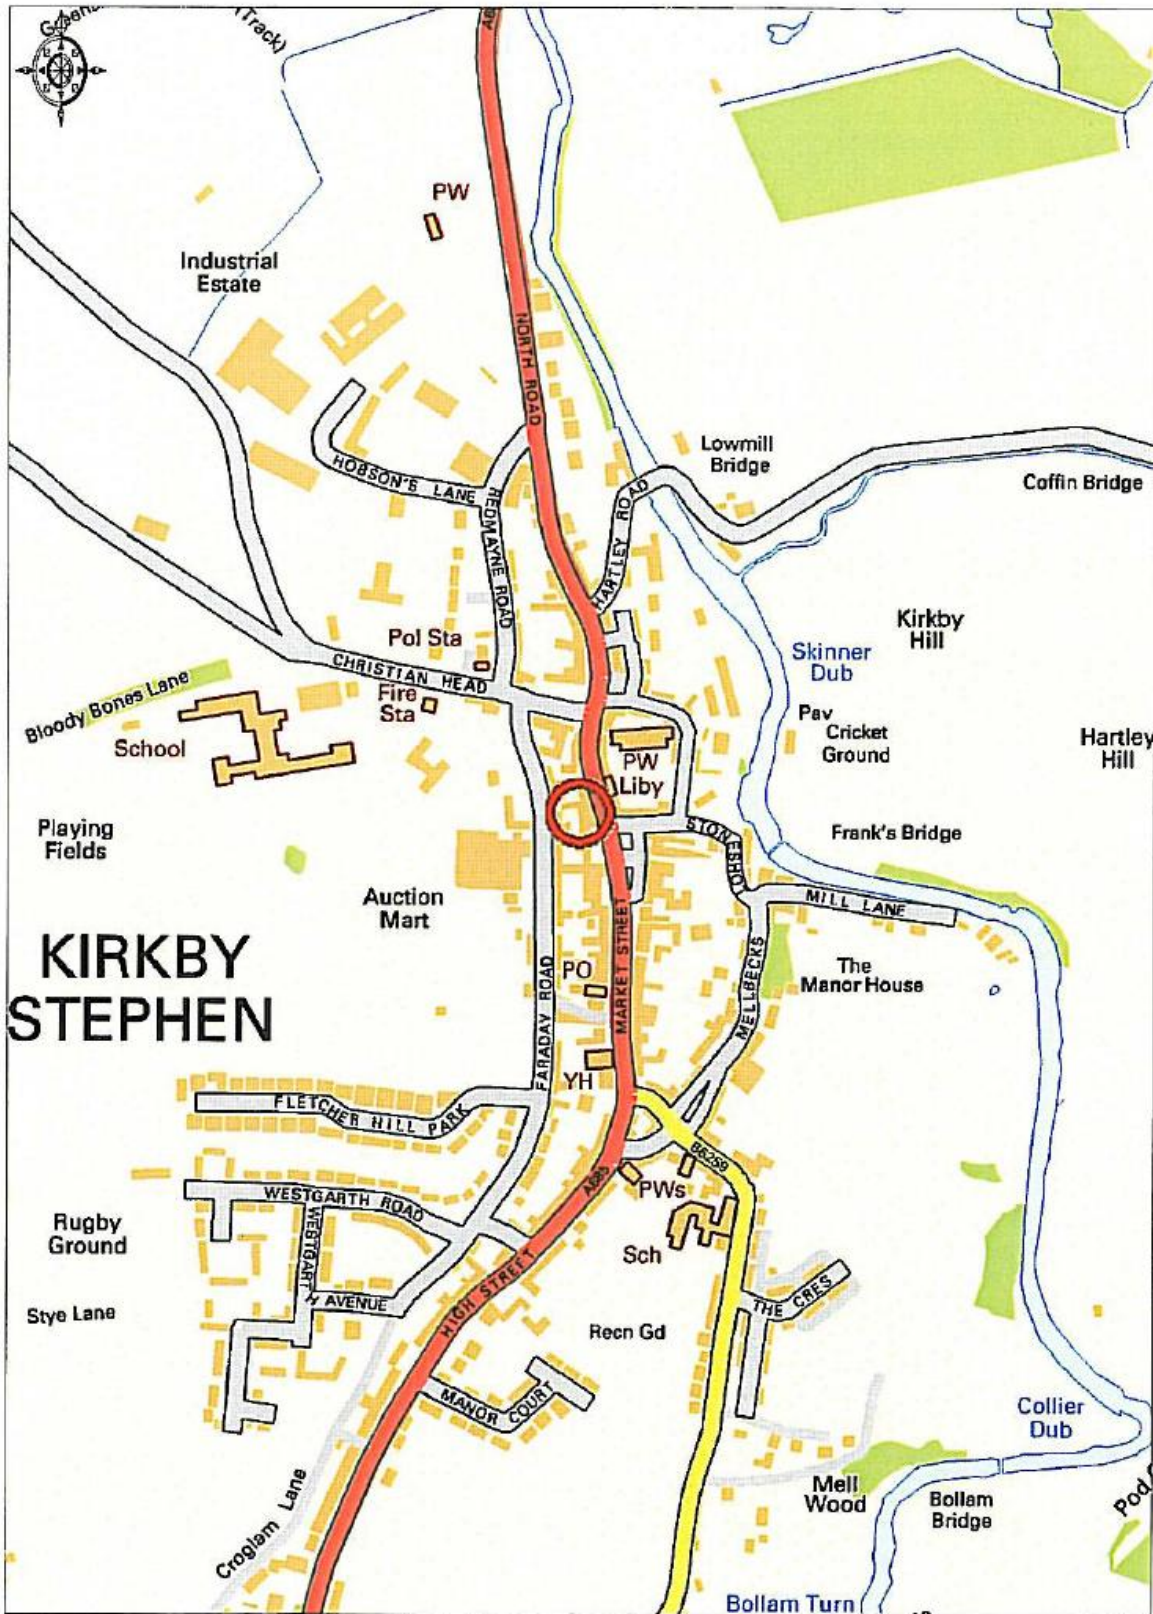 (Track)
PW
Industrial
Estate
NORTH ROAD
Lowmill
Bridge
HOBSON'S LANE
REDMAYNE ROAD
HARTLEY ROAD
Coffin Bridge
Kirkby
Hill
Pol Sta
Skinner
Dub
CHRISTIAN HEAD
Bloody Bones Lane
Fire
Sta
School
Pav
Cricket
Ground
Hartley
Hill
PW
Liby
Playing
Fields
STONESHOT
Frank's Bridge
Auction
Mart
MILL LANE
KIRKBY
STEPHEN
PO
MARKET STREET
MELLBECKS
The
Manor House
FARADAY ROAD
YH
FLETCHER HILL PARK
B6259
A685
PWs
WESTGARTH ROAD
Rugby
Ground
WESTGARTH AVENUE
Sch
HIGH STREET
Stye Lane
THE CRES
Recn Gd
MANOR COURT
Collier
Dub
Mell
Wood
Bollam
Bridge
Croglam Lane
Bollam Turn